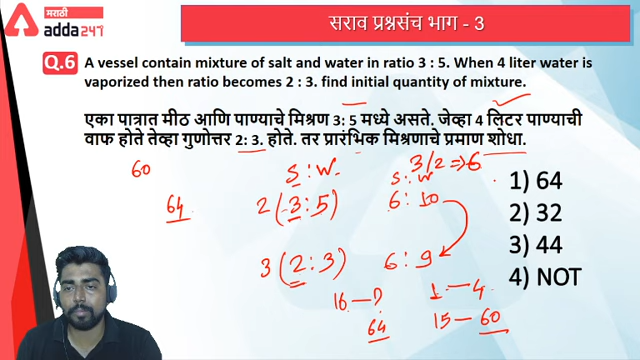 मराठी
adda247
सराव प्रश्नसंच भाग - 3
Q.6 A vessel contain mixture of salt and water in ratio 3 : 5. When 4 liter water is
vaporized then ratio becomes 2 : 3. find initial quantity of mixture.
एका पात्रात मीठ आणि पाण्याचे मिश्रण 3: 5 मध्ये असते. जेव्हा 4 लिटर पाण्याची
वाफ होते तेव्हा गुणोत्तर 2: 3. होते. तर प्रारंभिक मिश्रणाचे प्रमाण शोधा.
60
S : W.
3/2 => 6
S : W
64
2 (3 : 5)
6 : 10
3 (2 : 3)
6 : 9
16 — ?
1 — 4
64
15 — 60
1) 64
2) 32
3) 44
4) NOT